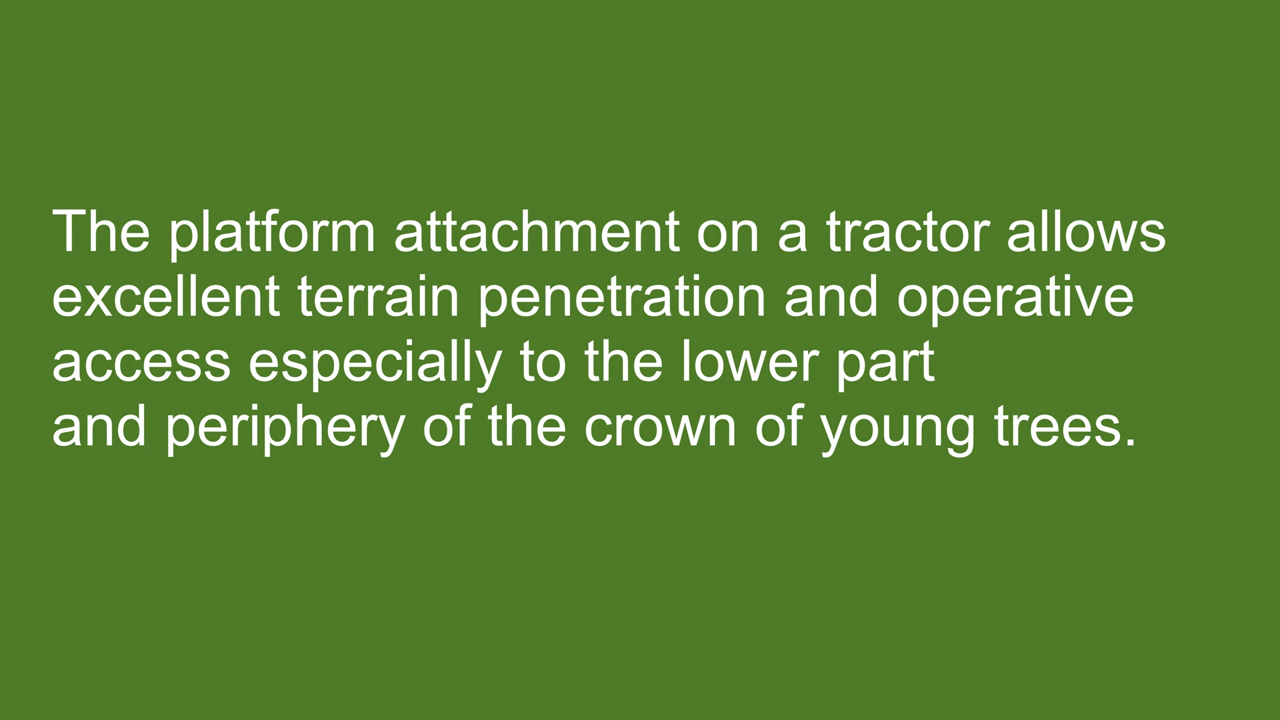 The platform attachment on a tractor allows
excellent terrain penetration and operative
access especially to the lower part
and periphery of the crown of young trees.